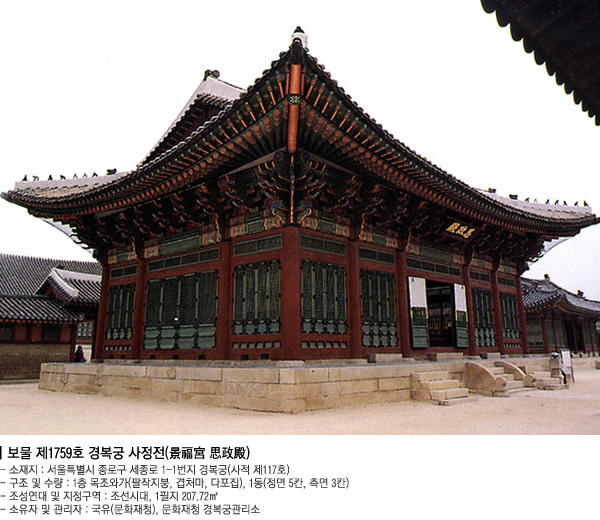 보물 제1759호 경복궁 사정전(景福宮 思政殿)
- 소재지 : 서울특별시 종로구 세종로 1-1번지 경복궁(사적 제117호)
- 구조 및 수량 : 1층 목조와가(팔작지붕, 겹처마, 다포집), 1동(정면 5칸, 측면 3칸)
- 조성연대 및 지정구역 : 조선시대, 1필지 207.72㎡
- 소유자 및 관리자 : 국유(문화재청), 문화재청 경복궁관리소